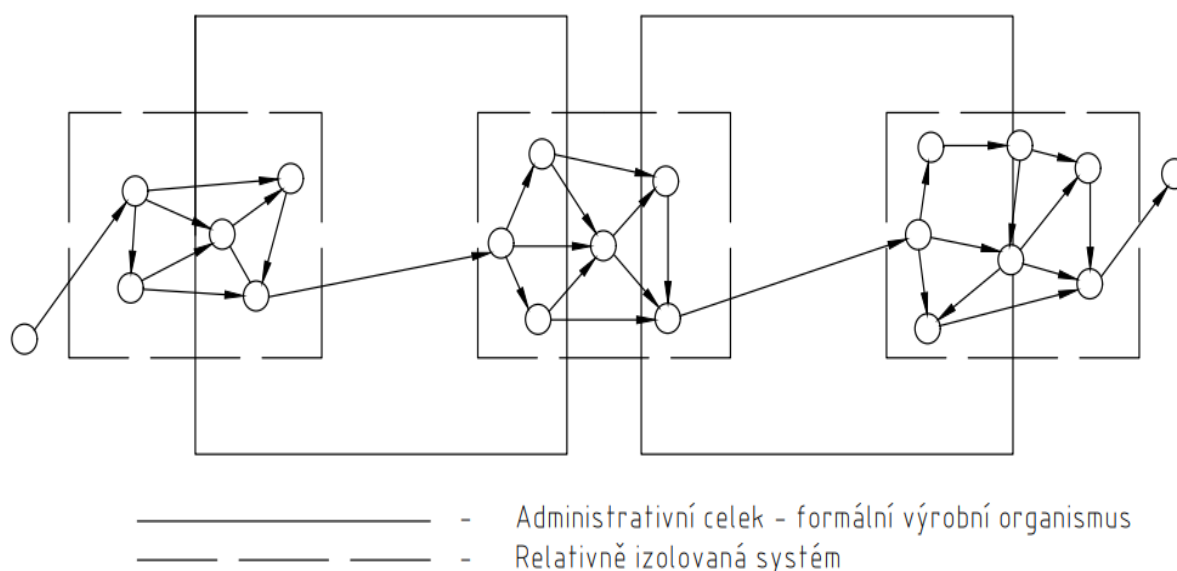 - Administrativní celek – formální výrobní organismus
- Relativně izolovaná systém